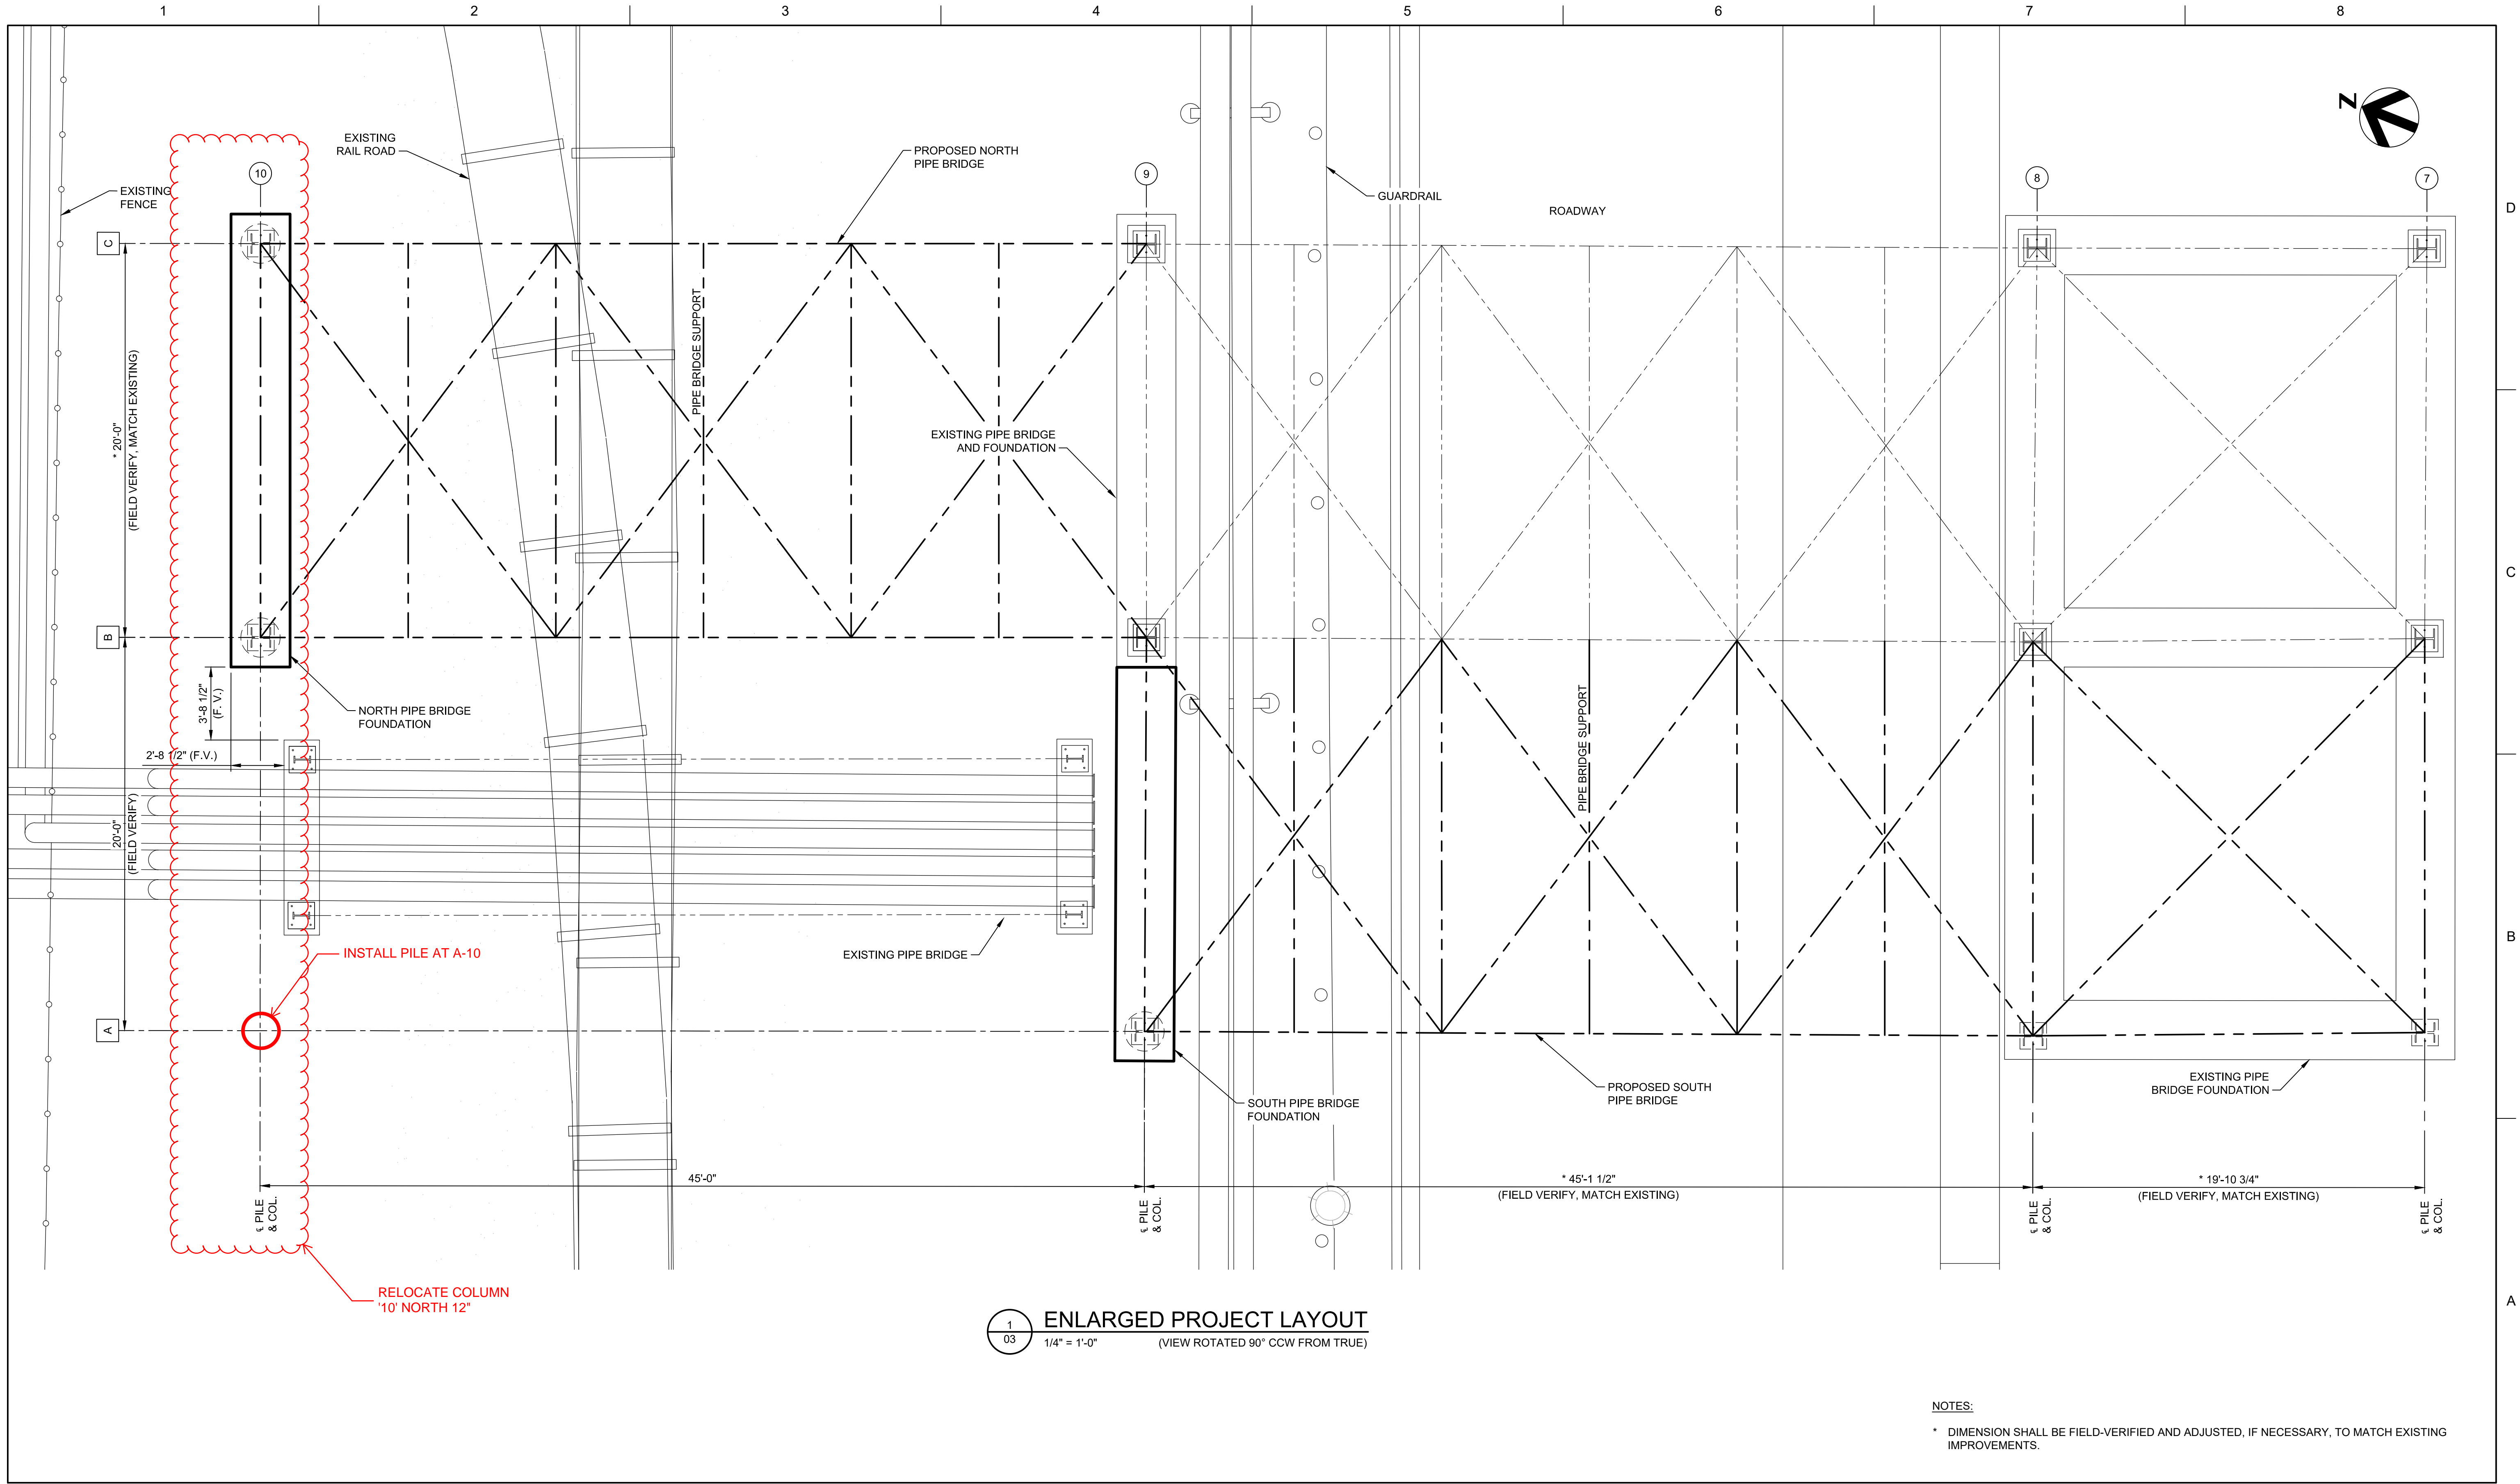 1 2 3 4 5 6 7 8
N
EXISTING
RAIL ROAD
PROPOSED NORTH
PIPE BRIDGE
10
9
8
7
EXISTING
FENCE
GUARDRAIL
ROADWAY
D
C
* 20'-0"
(FIELD VERIFY, MATCH EXISTING)
PIPE BRIDGE SUPPORT
EXISTING PIPE BRIDGE
AND FOUNDATION
C
B
3'-8 1/2"
(F. V.)
NORTH PIPE BRIDGE
FOUNDATION
PIPE BRIDGE SUPPORT
2'-8 1/2" (F.V.)
20'-0"
(FIELD VERIFY)
INSTALL PILE AT A-10
EXISTING PIPE BRIDGE
B
A
PROPOSED SOUTH
PIPE BRIDGE
EXISTING PIPE
BRIDGE FOUNDATION
SOUTH PIPE BRIDGE
FOUNDATION
45'-0"
* 45'-1 1/2"
(FIELD VERIFY, MATCH EXISTING)
* 19'-10 3/4"
(FIELD VERIFY, MATCH EXISTING)
℄ PILE
& COL.
℄ PILE
& COL.
℄ PILE
& COL.
℄ PILE
& COL.
RELOCATE COLUMN
'10' NORTH 12"
A
1
03
ENLARGED PROJECT LAYOUT
1/4" = 1'-0" (VIEW ROTATED 90° CCW FROM TRUE)
NOTES:
* DIMENSION SHALL BE FIELD-VERIFIED AND ADJUSTED, IF NECESSARY, TO MATCH EXISTING
IMPROVEMENTS.